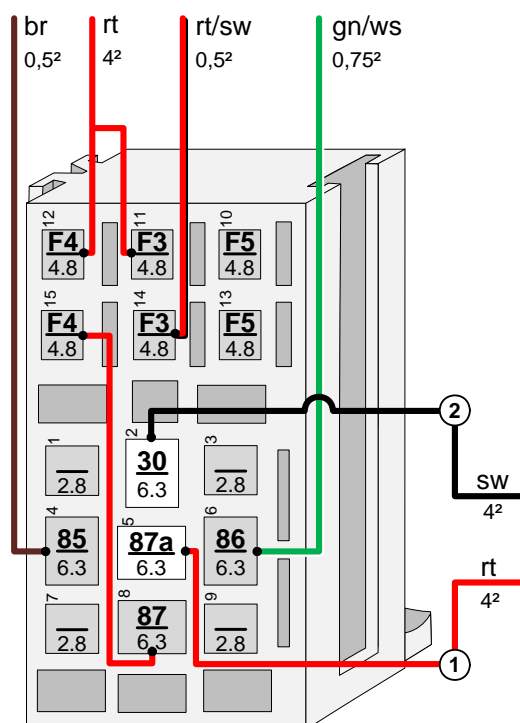 br rt rt/sw gn/ws
0,5² 4² 0,5² 0,75²
12 11 10
F4 F3 F5
4.8 4.8 4.8
15 14 13
F4 F3 F5
4.8 4.8 4.8
2
1 2 3
30
2.8 6.3 2.8
sw
4²
4 5 6
85 87a 86
6.3 6.3 6.3
rt
4²
7 8 9
87
2.8 6.3 2.8
1